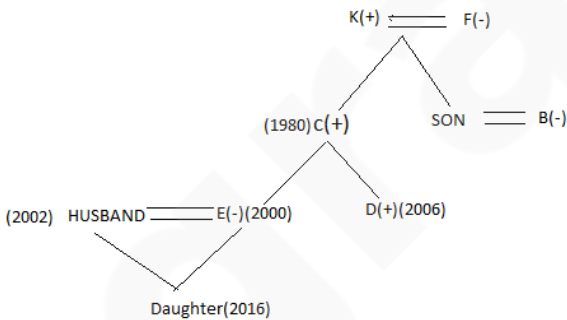 K(+) F(-)
(1980) C(+) SON B(-)
(2002) HUSBAND E(-)(2000) D(+)(2006)
Daughter(2016)